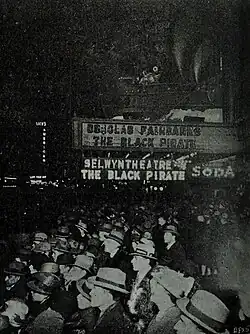 DOUGLAS FAIRBANKS
THE BLACK PIRATE
SELWYN THEATRE
THE BLACK PIRATE
SODA